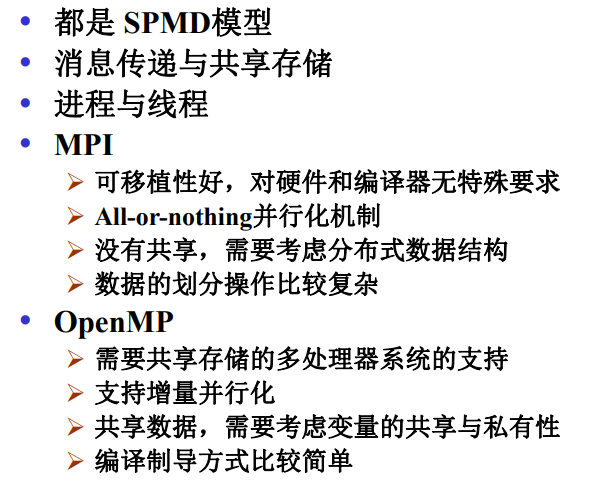 都是 SPMD模型
消息传递与共享存储
进程与线程
MPI
可移植性好，对硬件和编译器无特殊要求
All-or-nothing并行化机制
没有共享，需要考虑分布式数据结构
数据的划分操作比较复杂
OpenMP
需要共享存储的多处理器系统的支持
支持增量并行化
共享数据，需要考虑变量的共享与私有性
编译制导方式比较简单